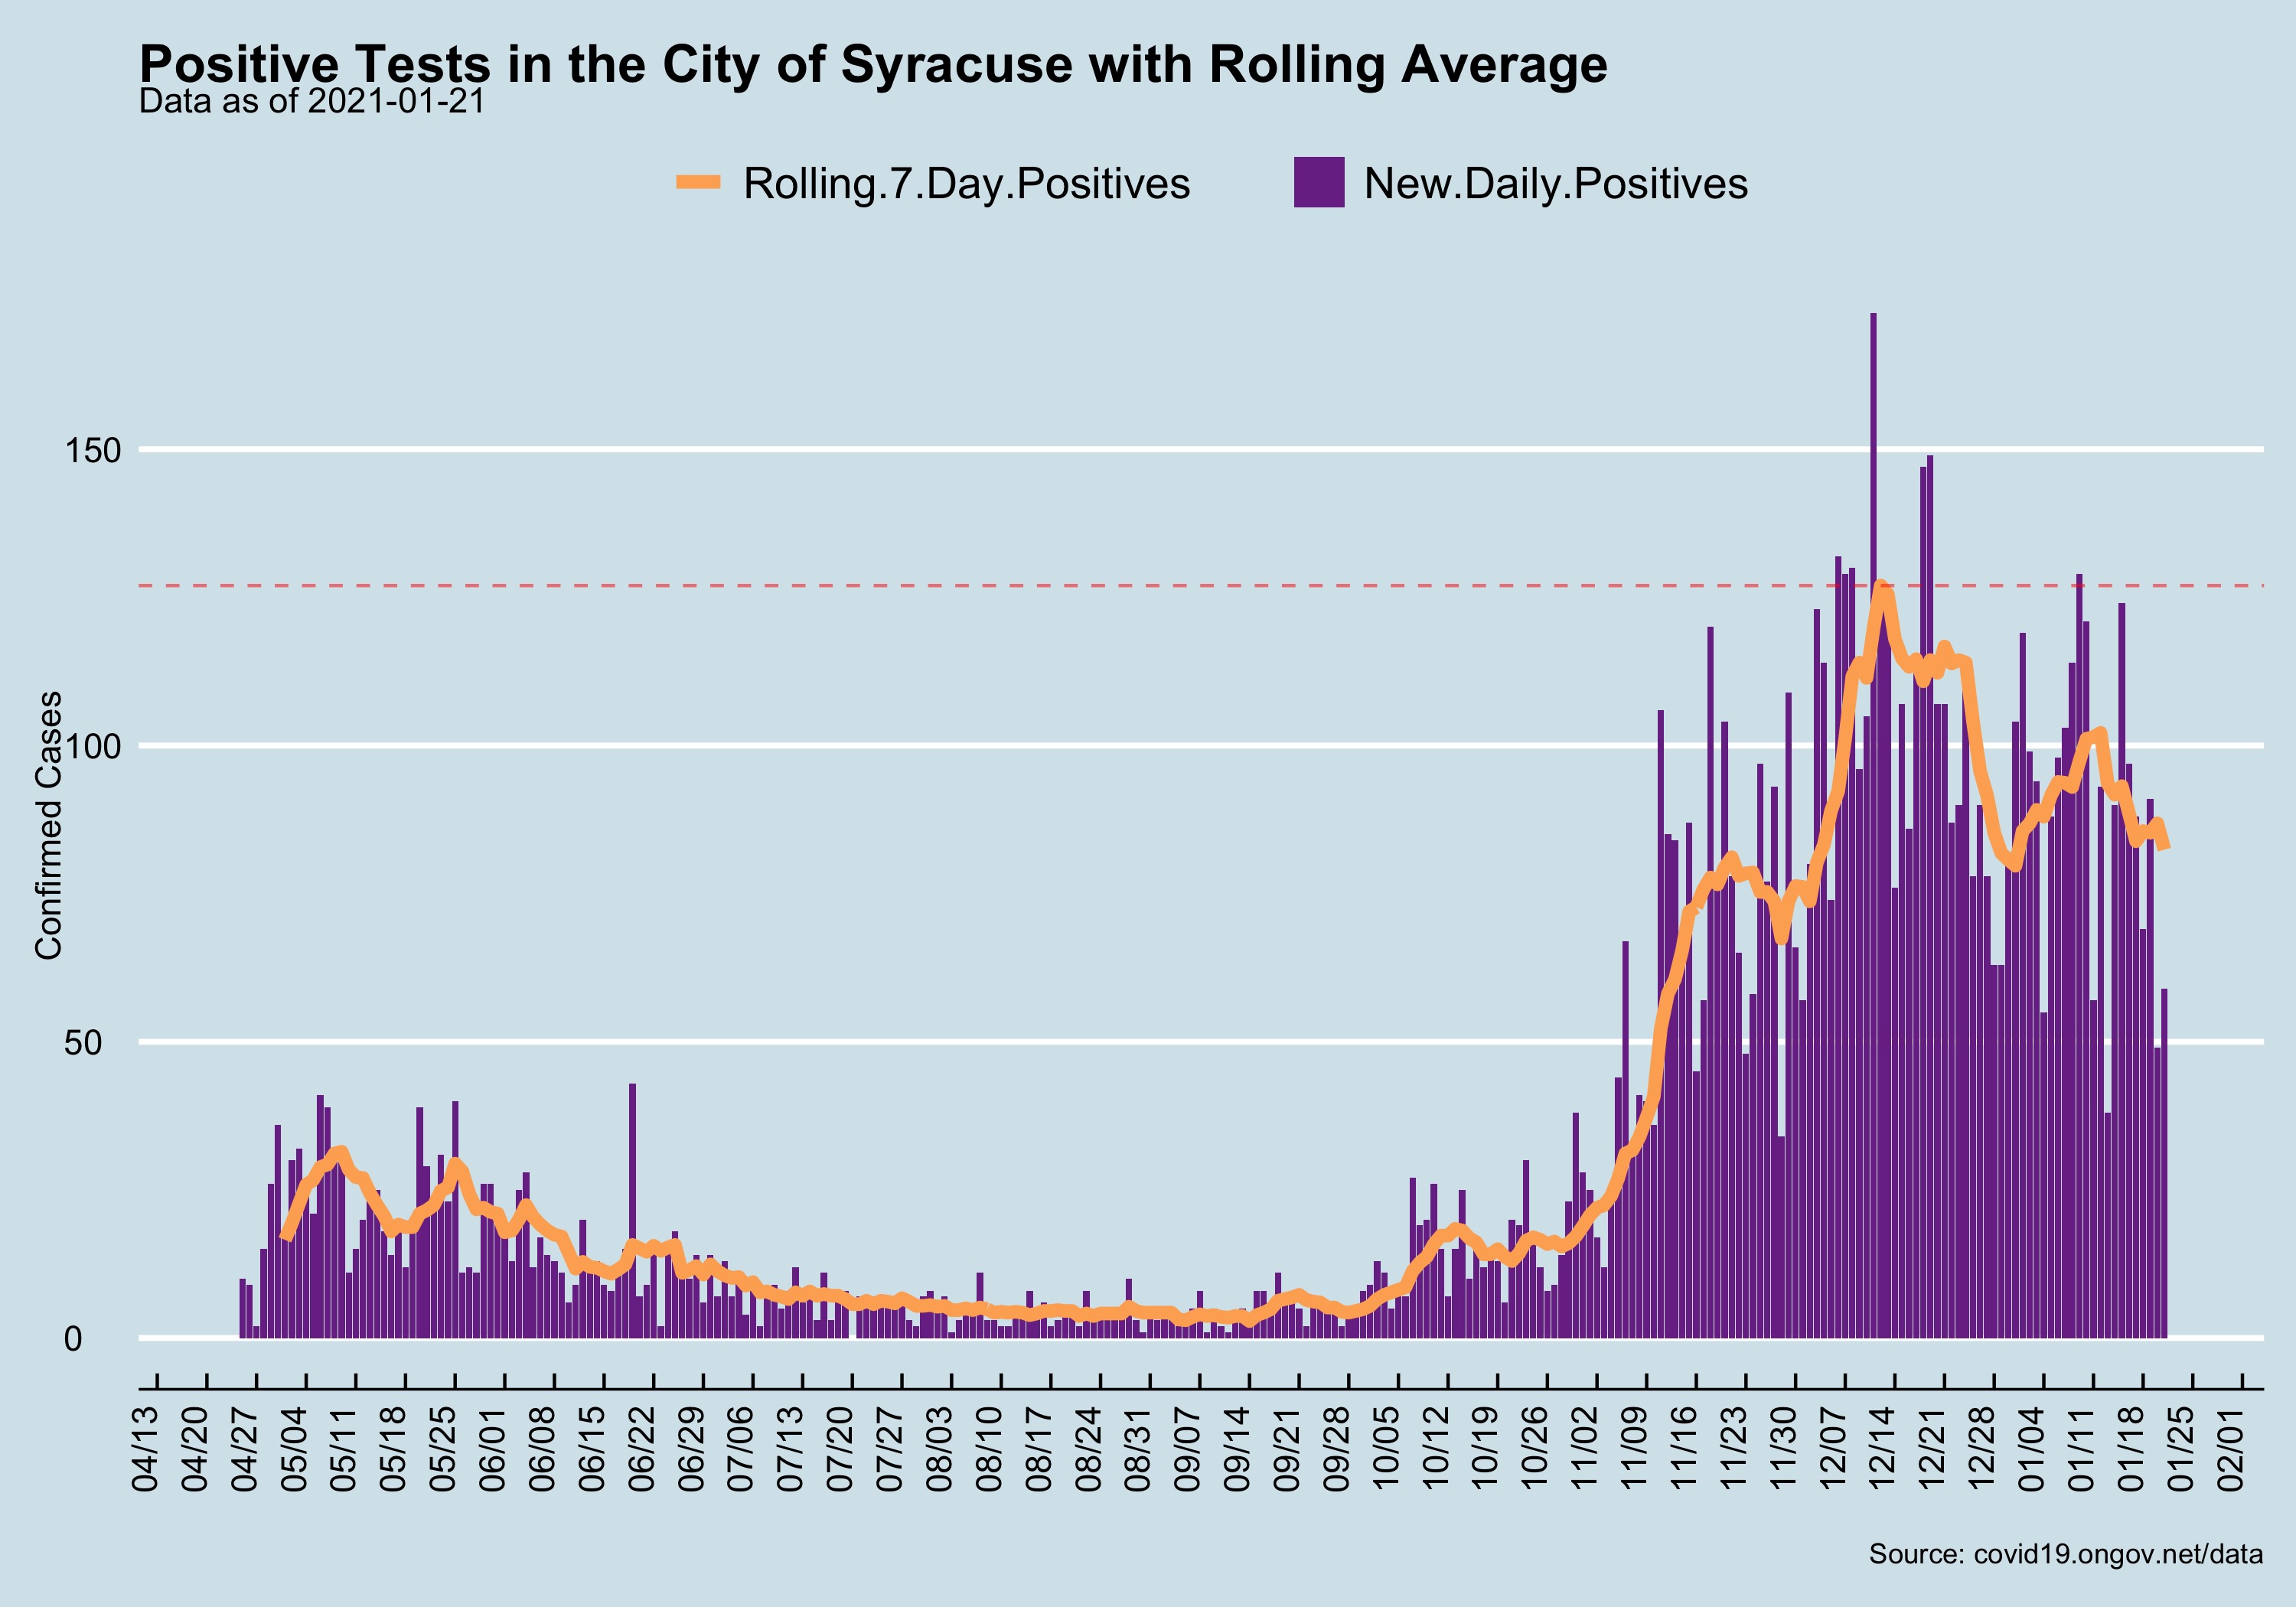 Positive Tests in the City of Syracuse with Rolling Average
Data as of 2021-01-21
Rolling.7.Day.Positives New.Daily.Positives
150
100
50
0
Confirmed Cases
04/13 04/20 04/27 05/04 05/11 05/18 05/25 06/01 06/08 06/15 06/22 06/29 07/06 07/13 07/20 07/27 08/03 08/10 08/17 08/24 08/31 09/07 09/14 09/21 09/28 10/05 10/12 10/19 10/26 11/02 11/09 11/16 11/23 11/30 12/07 12/14 12/21 12/28 01/04 01/11 01/18 01/25 02/01
Source: covid19.ongov.net/data